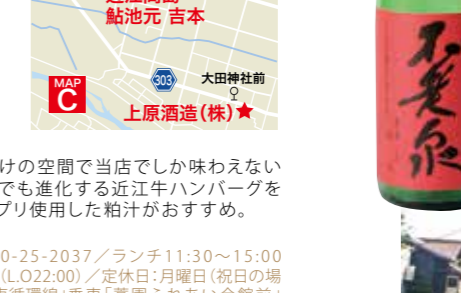 鮎池元 吉本
MAP
C
303
大田神社前
上原酒造(株)★
不老泉
けの空間で当店でしか味わえない
でも進化する近江牛ハンバーグを
プリ使用した粕汁がおすすめ。
0-25-2037/ランチ11:30〜15:00
(L.O22:00)/定休日:月曜日(祝日の場